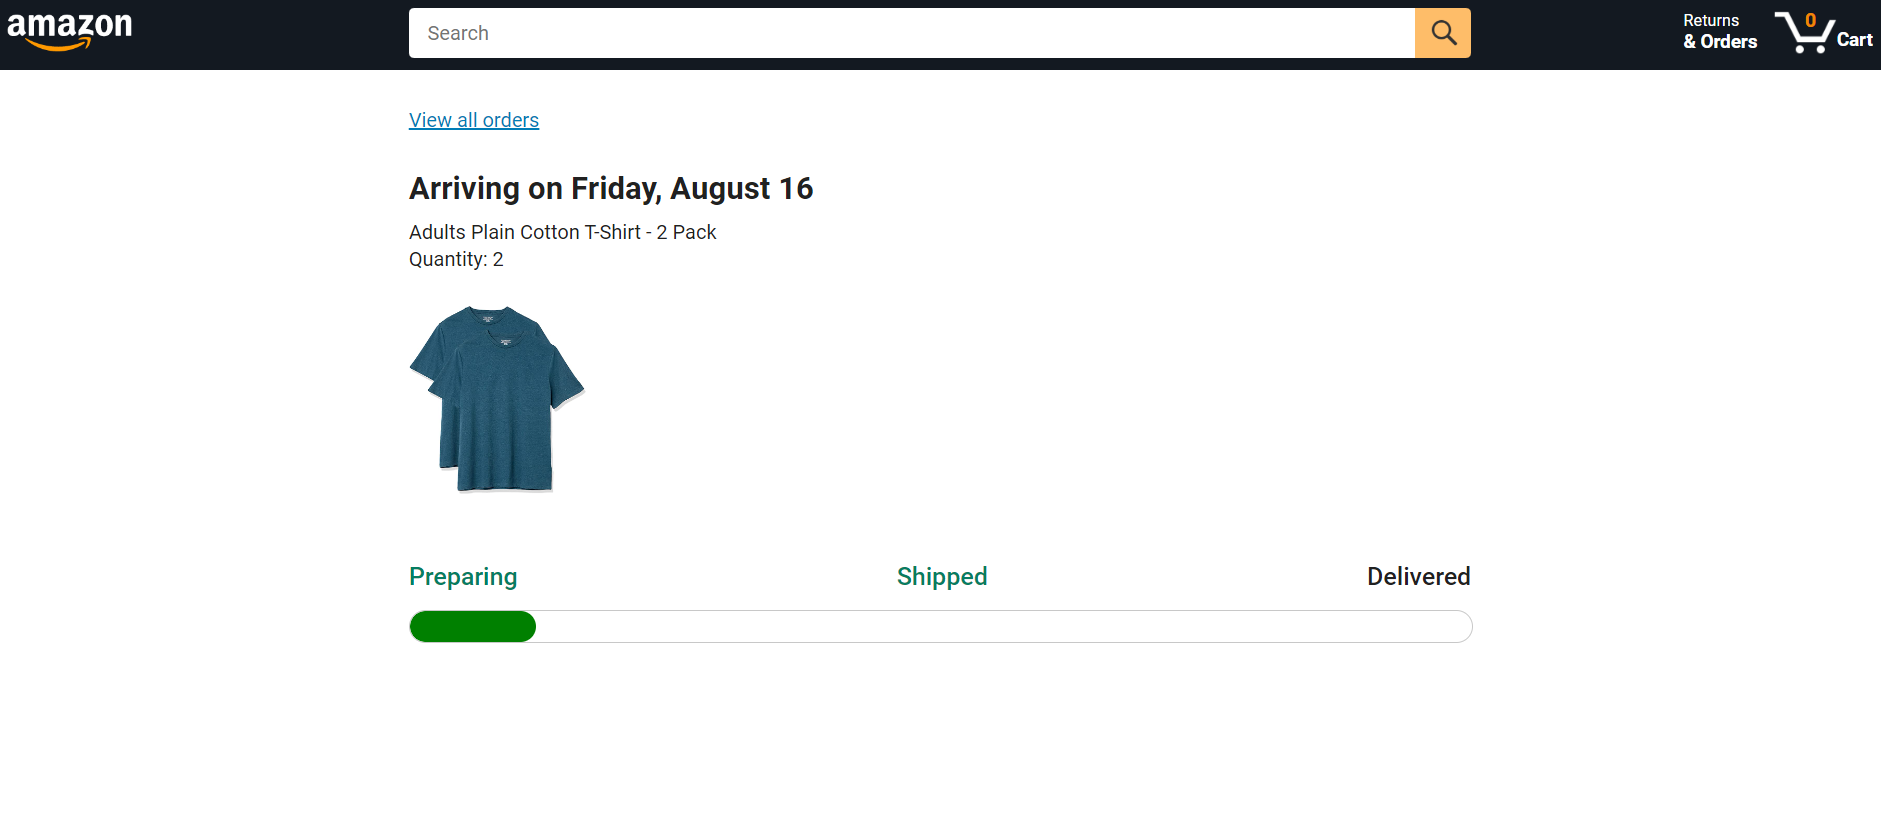 amazon
Search
Returns
& Orders
0
Cart
View all orders
Arriving on Friday, August 16
Adults Plain Cotton T-Shirt - 2 Pack
Quantity: 2
Preparing
Shipped
Delivered